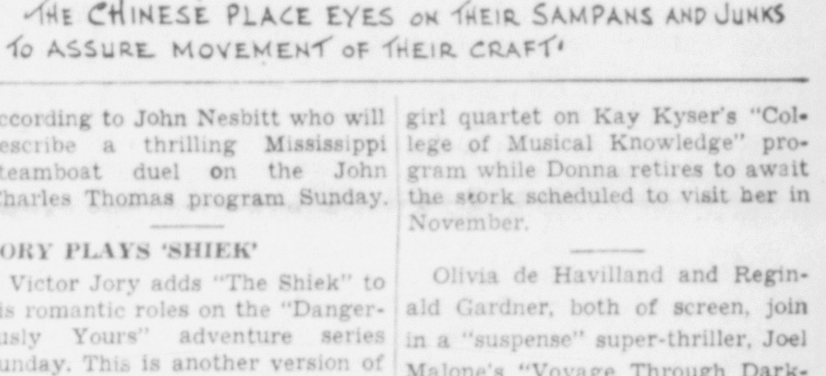 THE CHINESE PLACE EYES ON THEIR SAMPANS AND JUNKS
TO ASSURE MOVEMENT OF THEIR CRAFT.
ccording to John Nesbitt who will
escribe a thrilling Mississippi
teamboat duel on the John
Charles Thomas program Sunday.
ORY PLAYS 'SHIEK'
Victor Jory adds "The Shiek" to
is romantic roles on the "Danger-
usly Yours" adventure series
unday. This is another version of
girl quartet on Kay Kyser's "Col-
lege of Musical Knowledge" pro-
gram while Donna retires to await
the stork scheduled to visit her in
November.
Olivia de Havilland and Regin-
ald Gardner, both of screen, join
in a "suspense" super-thriller, Joel
Malone's "Voyage Through Dark-